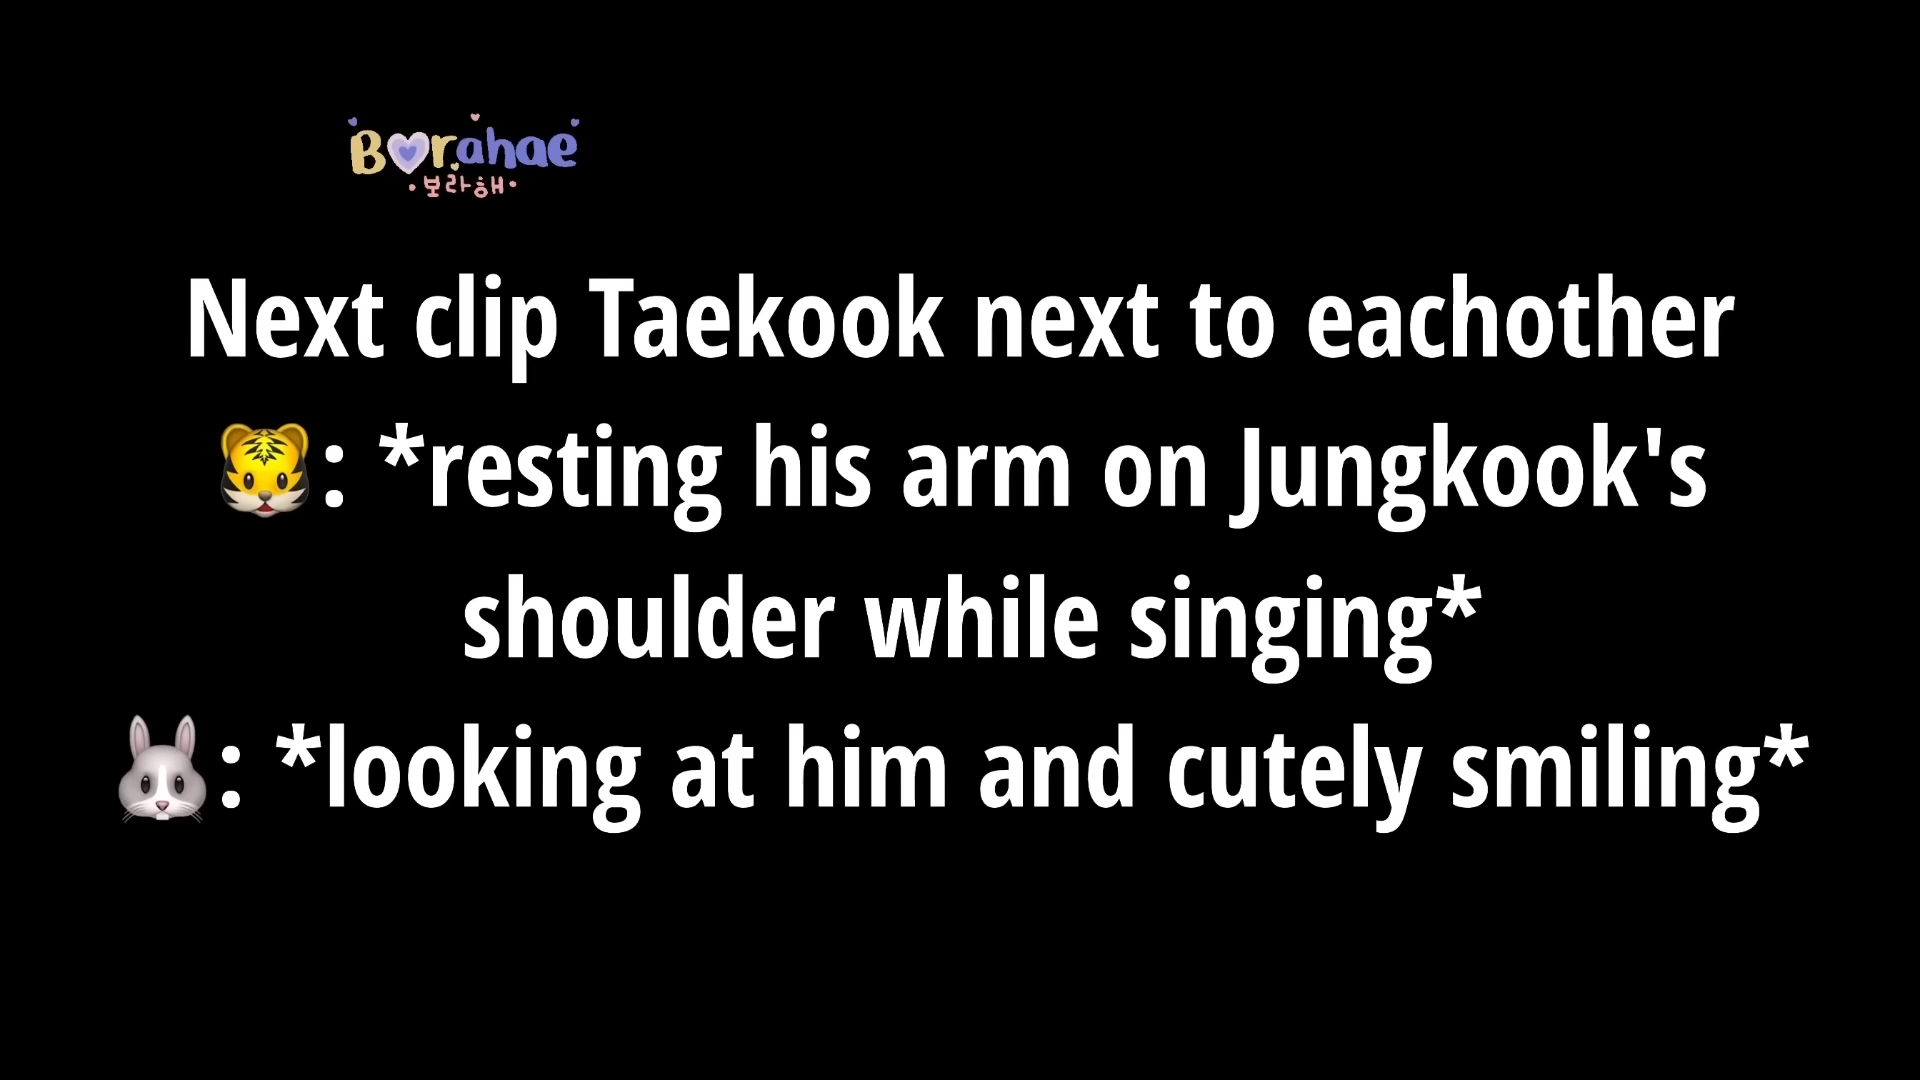 Borahae
보라해
Next clip Taekook next to eachother
🐯: *resting his arm on Jungkook's
shoulder while singing*
🐰: *looking at him and cutely smiling*